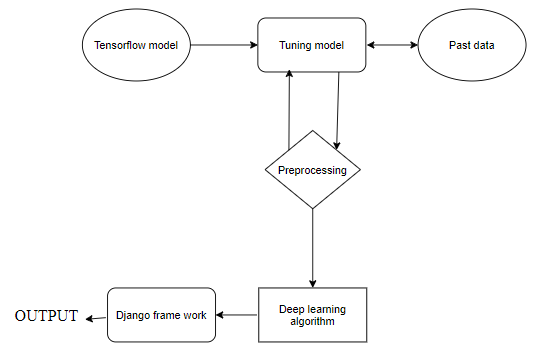 Tensorflow model
Tuning model
Past data
Preprocessing
OUTPUT
Django frame work
Deep learning
algorithm